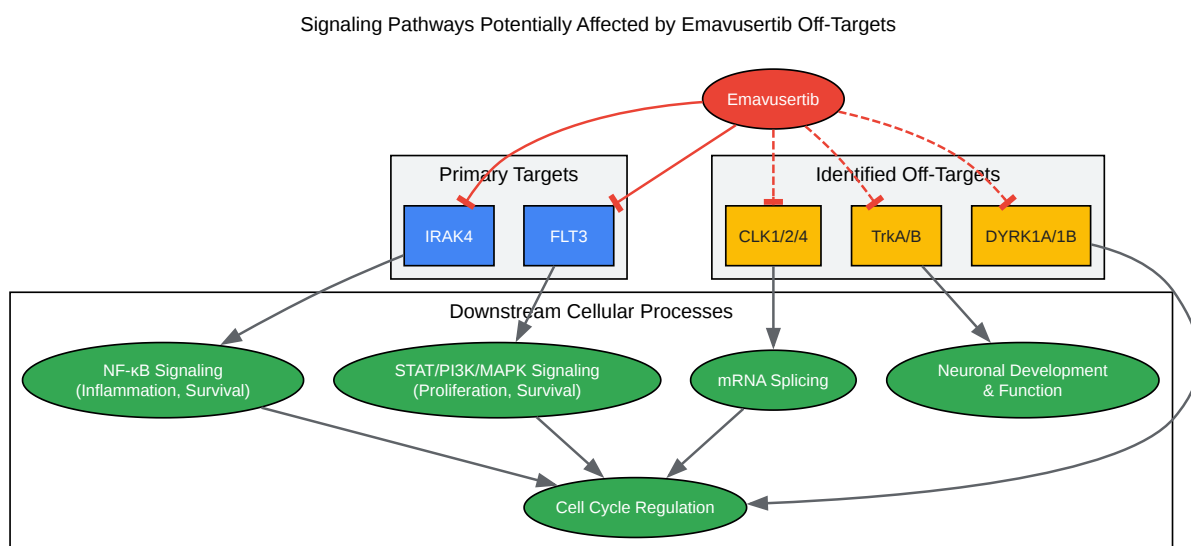 Signaling Pathways Potentially Affected by Emavusertib Off-Targets
Emavusertib
Primary Targets
Identified Off-Targets
IRAK4
FLT3
CLK1/2/4
TrkA/B
DYRK1A/1B
Downstream Cellular Processes
NF-κB Signaling
(Inflammation, Survival)
STAT/PI3K/MAPK Signaling
(Proliferation, Survival)
mRNA Splicing
Neuronal Development
& Function
Cell Cycle Regulation